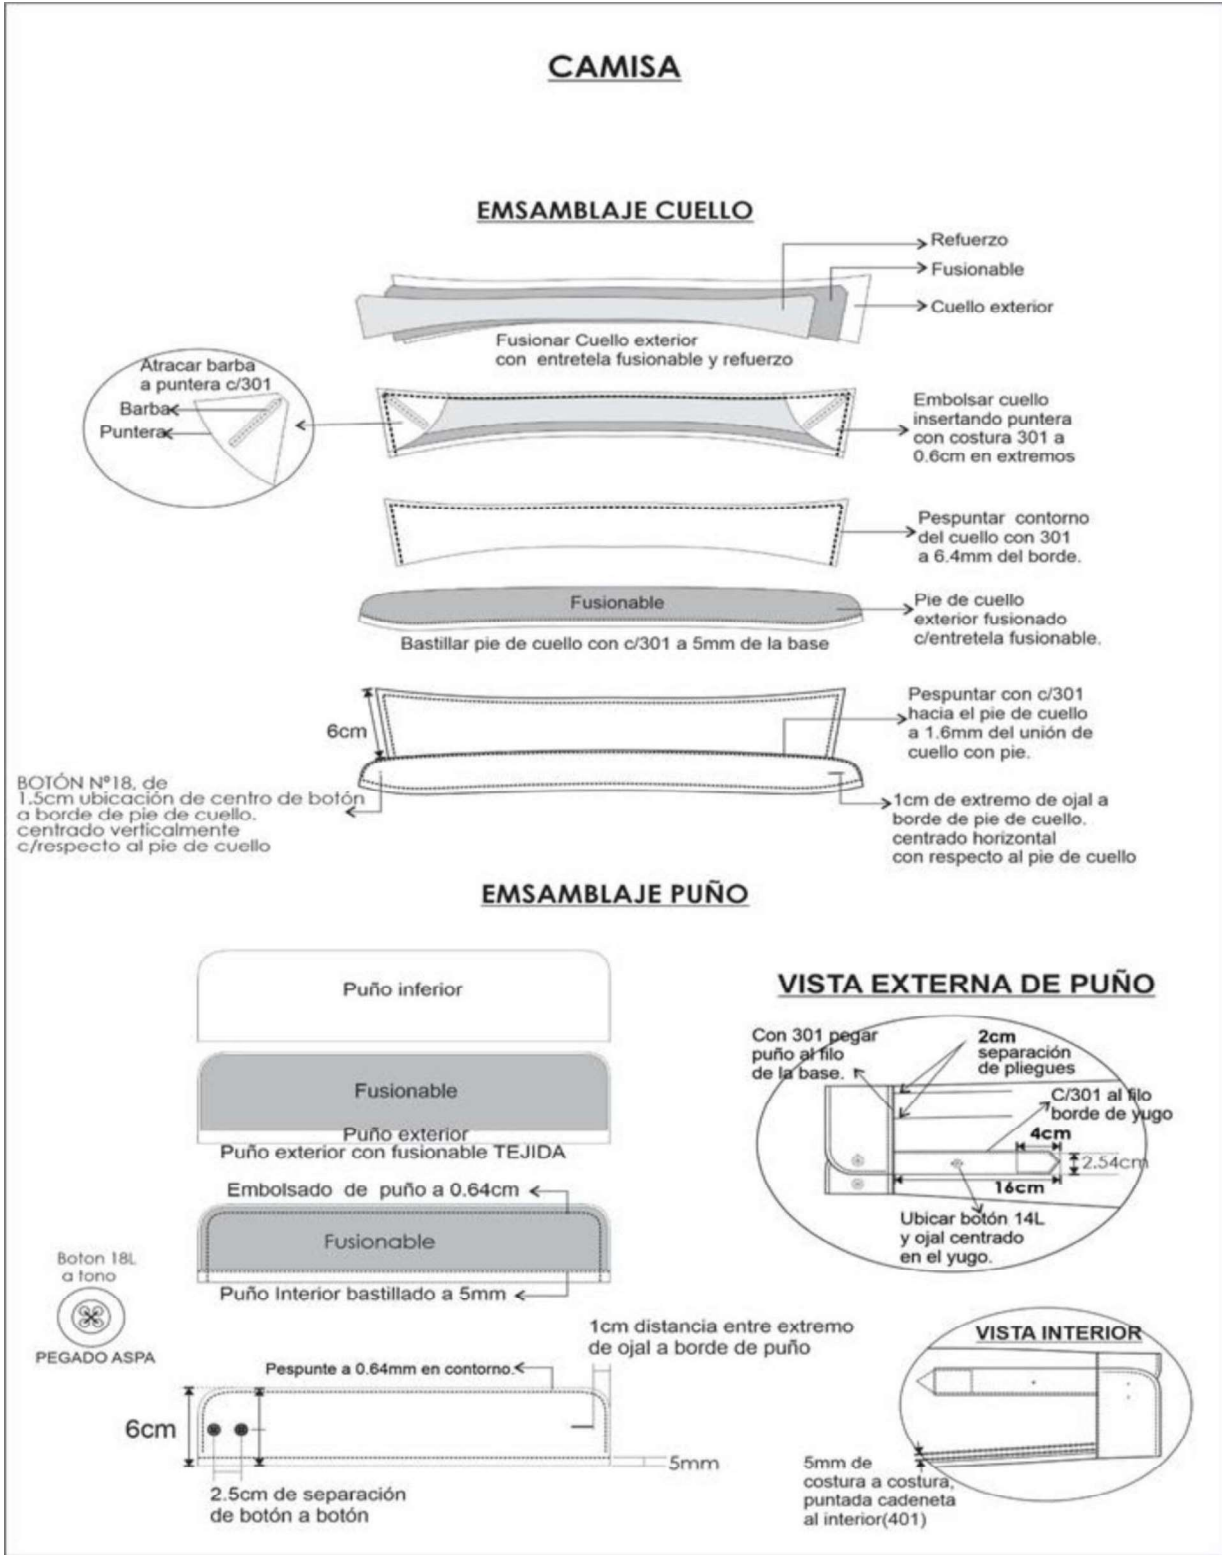 CAMISA
EMSAMBLAJE CUELLO
Refuerzo
Fusionable
Cuello exterior
Fusionar Cuello exterior
con entretela fusionable y refuerzo
Atracar barba
a puntera c/301
Barba
Puntera
Embolsar cuello
insertando puntera
con costura 301 a
0.6cm en extremos
Pespuntar contorno
del cuello con 301
a 6.4mm del borde.
Fusionable
Pie de cuello
exterior fusionado
c/entretela fusionable.
Bastillar pie de cuello con c/301 a 5mm de la base
6cm
Pespuntar con c/301
hacia el pie de cuello
a 1.6mm del unión de
cuello con pie.
BOTÓN Nº18, de
1.5cm ubicación de centro de botón
a borde de pie de cuello.
centrado verticalmente
c/respecto al pie de cuello
1cm de extremo de ojal a
borde de pie de cuello.
centrado horizontal
con respecto al pie de cuello
EMSAMBLAJE PUÑO
Puño inferior
Fusionable
Puño exterior
Puño exterior con fusionable TEJIDA
Embolsado de puño a 0.64cm
Fusionable
Puño Interior bastillado a 5mm
Boton 18L
a tono
PEGADO ASPA
1cm distancia entre extremo
de ojal a borde de puño
Pespunte a 0.64mm en contorno.
6cm
5mm
2.5cm de separación
de botón a botón
VISTA EXTERNA DE PUÑO
Con 301 pegar
puño al filo
de la base.
2cm
separación
de pliegues
C/301 al filo
borde de yugo
4cm
2.54cm
16cm
Ubicar botón 14L
y ojal centrado
en el yugo.
VISTA INTERIOR
5mm de
costura a costura,
puntada cadeneta
al interior(401)